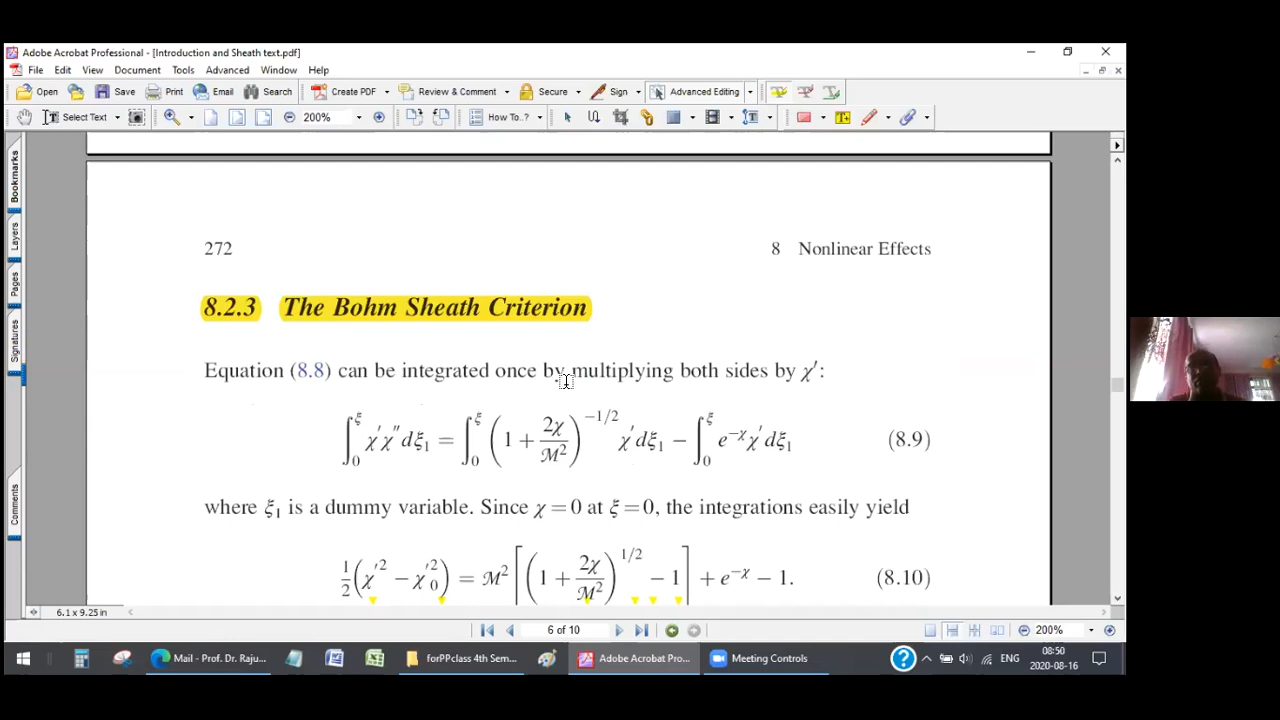 Adobe Acrobat Professional - [Introduction and Sheath text.pdf]
File Edit View Document Tools Advanced Window Help
Open Save Print Email Search Create PDF Review & Comment Secure Sign Advanced Editing
Select Text 200% How To..?
Bookmarks
Layers
Pages
Signatures
Comments
272 8 Nonlinear Effects
8.2.3 The Bohm Sheath Criterion
Equation (8.8) can be integrated once by multiplying both sides by χ′:
∫₀^ξ χ′χ″dξ₁ = ∫₀^ξ (1 + 2χ/ℳ²)^(−1/2) χ′dξ₁ − ∫₀^ξ e^(−χ)χ′dξ₁ (8.9)
where ξ₁ is a dummy variable. Since χ = 0 at ξ = 0, the integrations easily yield
½(χ′² − χ′₀²) = ℳ²[(1 + 2χ/ℳ²)^(1/2) − 1] + e^(−χ) − 1. (8.10)
6.1 x 9.25 in
6 of 10 200%
Mail - Prof. Dr. Raju... forPPclass 4th Sem... Adobe Acrobat Pro... Meeting Controls ENG 08:50
2020-08-16